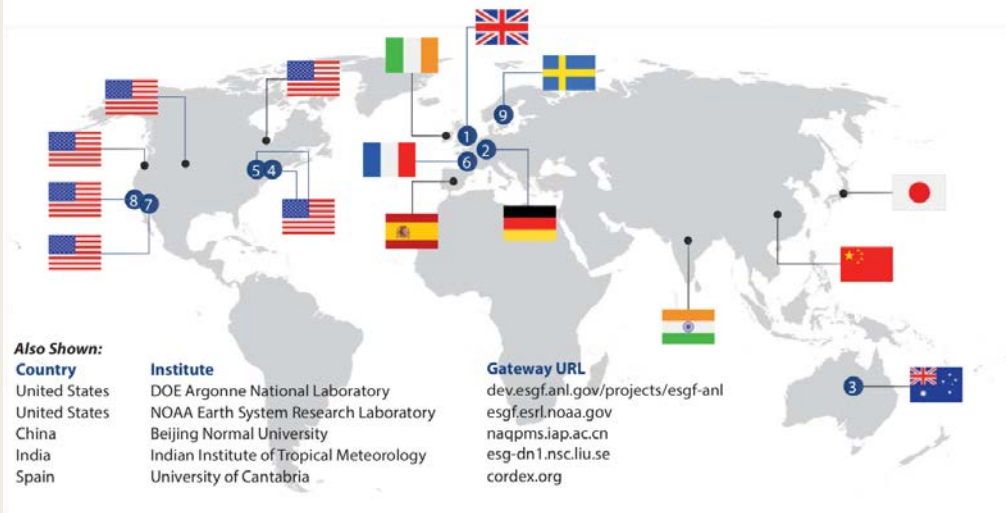 1
9
2
6
5 4
8
7
3
Also Shown:
Country Institute Gateway URL
United States DOE Argonne National Laboratory dev.esgf.anl.gov/projects/esgf-anl
United States NOAA Earth System Research Laboratory esgf.esrl.noaa.gov
China Beijing Normal University naqpms.iap.ac.cn
India Indian Institute of Tropical Meteorology esg-dn1.nsc.liu.se
Spain University of Cantabria cordex.org